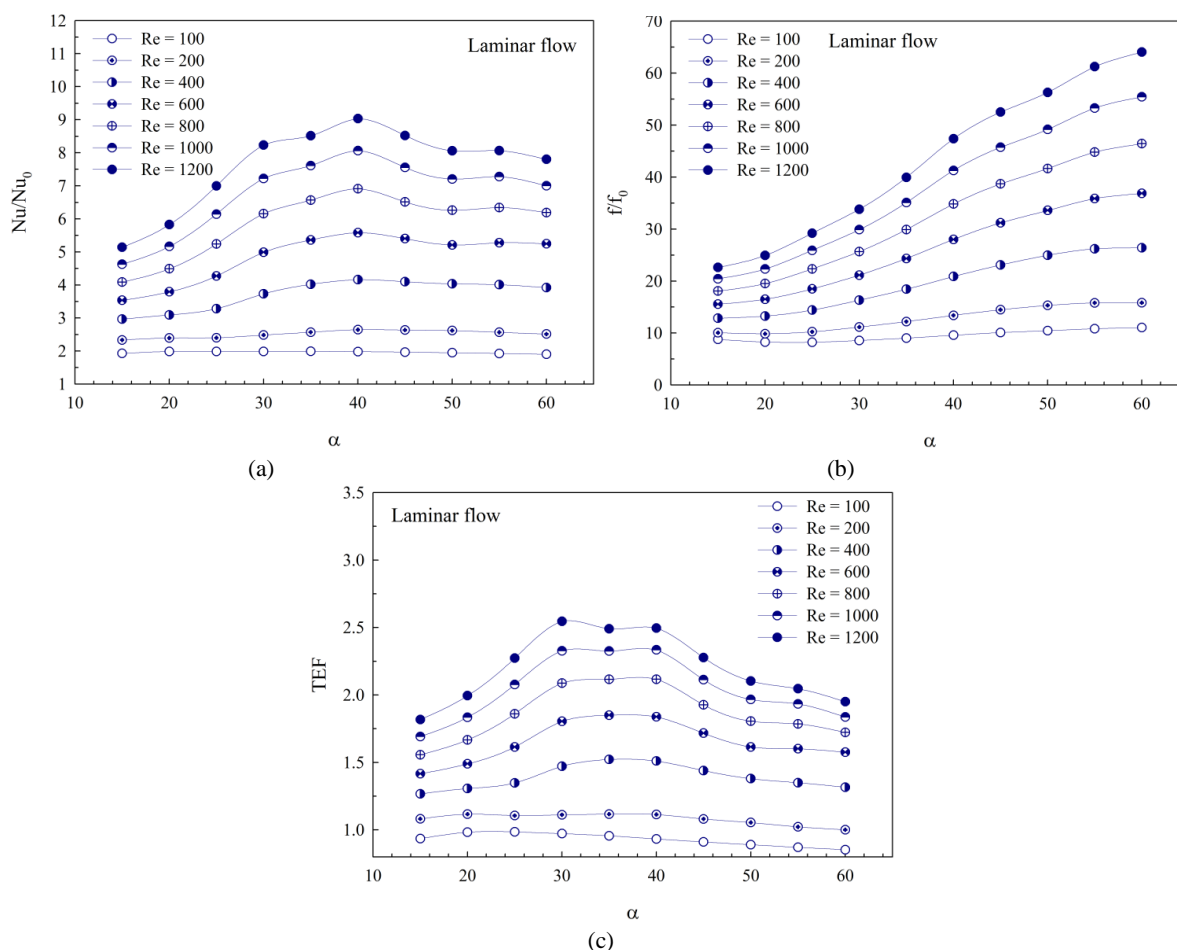 12
11
10
9
8
7
6
5
4
3
2
1
Nu/Nu₀
Re = 100
Re = 200
Re = 400
Re = 600
Re = 800
Re = 1000
Re = 1200
Laminar flow
10 20 30 40 50 60
α
(a)
70
60
50
40
30
20
10
0
f/f₀
Re = 100
Re = 200
Re = 400
Re = 600
Re = 800
Re = 1000
Re = 1200
Laminar flow
10 20 30 40 50 60
α
(b)
3.5
3.0
2.5
2.0
1.5
1.0
TEF
Laminar flow
Re = 100
Re = 200
Re = 400
Re = 600
Re = 800
Re = 1000
Re = 1200
10 20 30 40 50 60
α
(c)